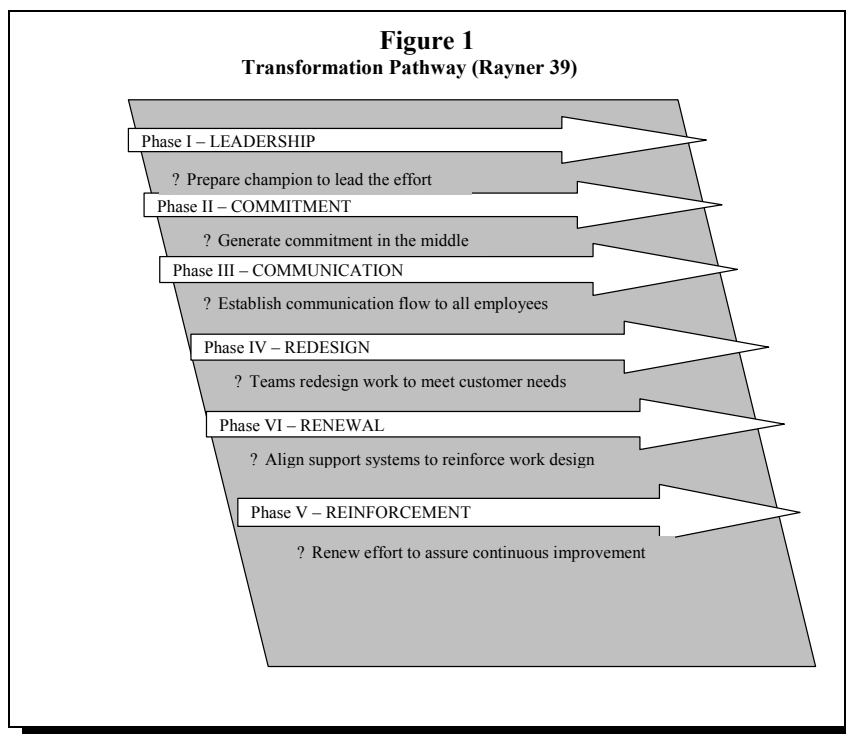 Figure 1
Transformation Pathway (Rayner 39)
Phase I – LEADERSHIP
? Prepare champion to lead the effort
Phase II – COMMITMENT
? Generate commitment in the middle
Phase III – COMMUNICATION
? Establish communication flow to all employees
Phase IV – REDESIGN
? Teams redesign work to meet customer needs
Phase VI – RENEWAL
? Align support systems to reinforce work design
Phase V – REINFORCEMENT
? Renew effort to assure continuous improvement